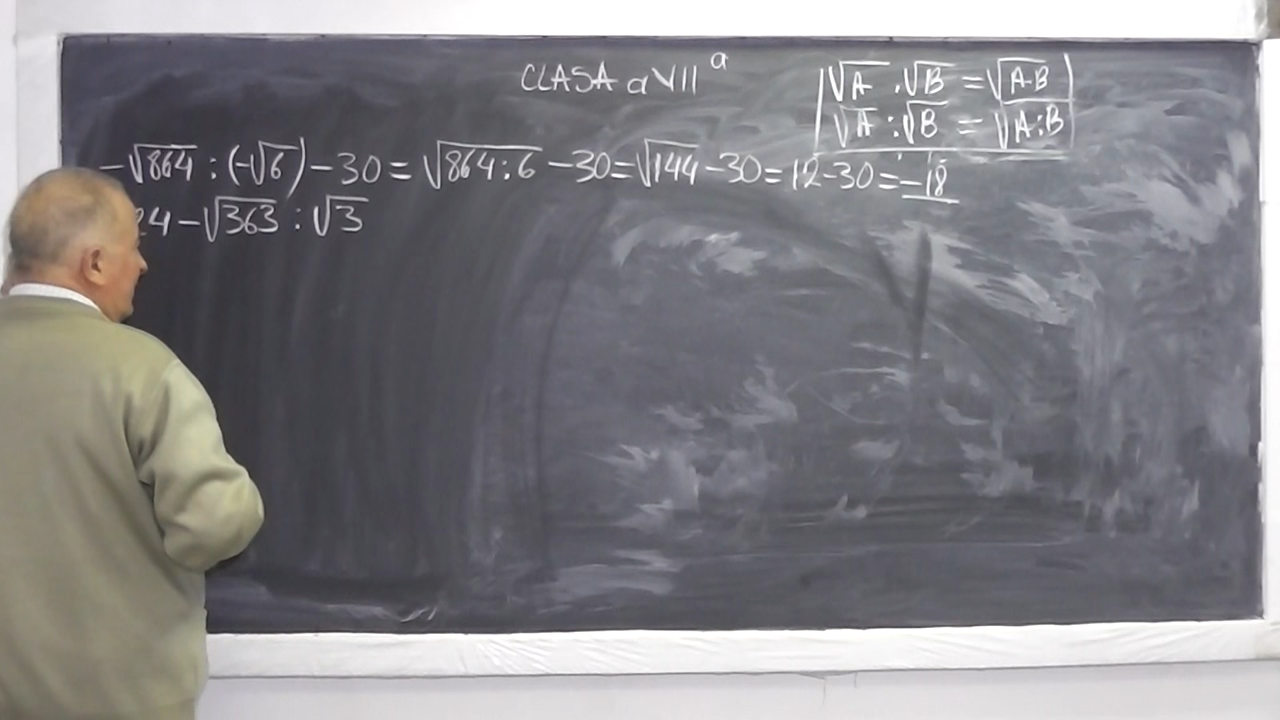 CLASA a VII a
√A · √B = √A·B
√A : √B = √A:B
-√864 : (-√6) - 30 = √864:6 - 30 = √144 - 30 = 12 - 30 = -18
24 - √363 : √3